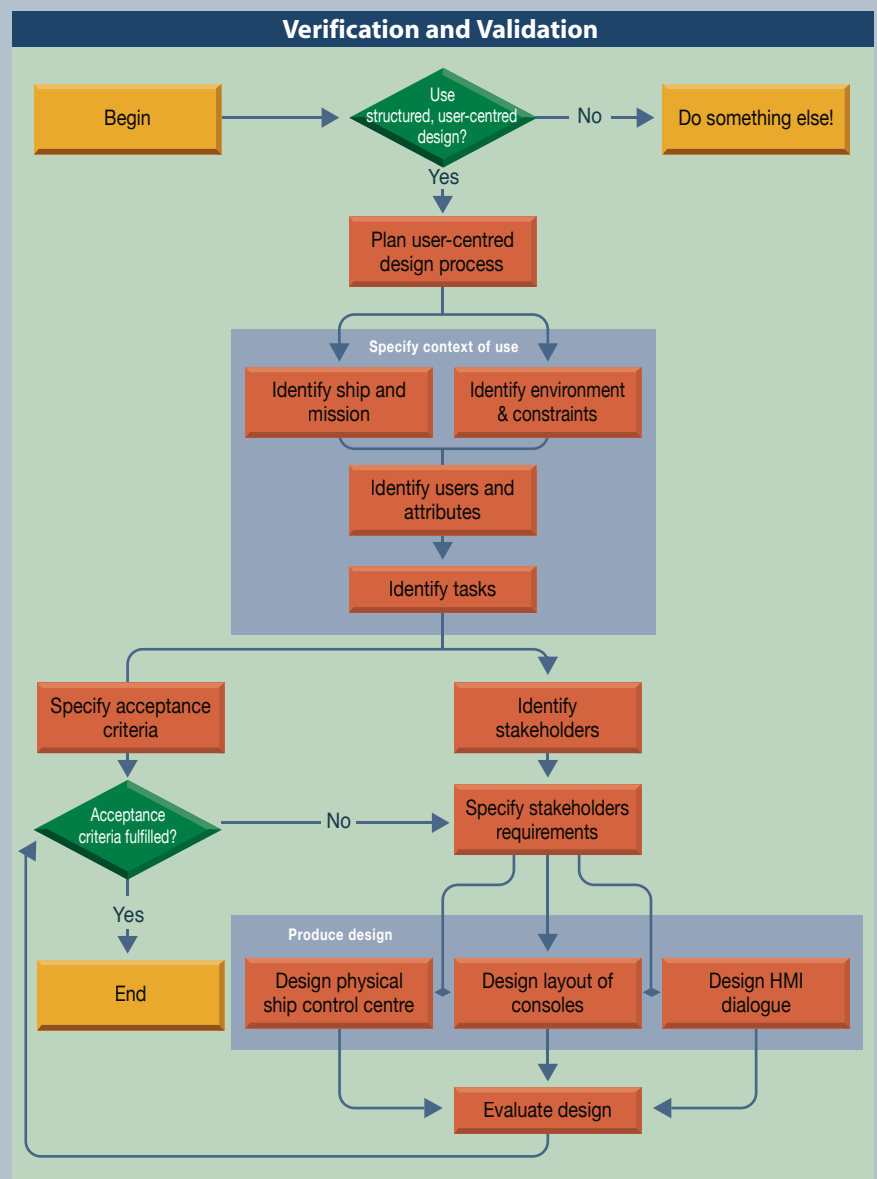 Verification and Validation
Begin
Use
structured, user-centred
design?
No
Do something else!
Yes
Plan user-centred
design process
Specify context of use
Identify ship and
mission
Identify environment
& constraints
Identify users and
attributes
Identify tasks
Specify acceptance
criteria
Identify
stakeholders
Acceptance
criteria fulfilled?
No
Specify stakeholders
requirements
Yes
End
Produce design
Design physical
ship control centre
Design layout of
consoles
Design HMI
dialogue
Evaluate design